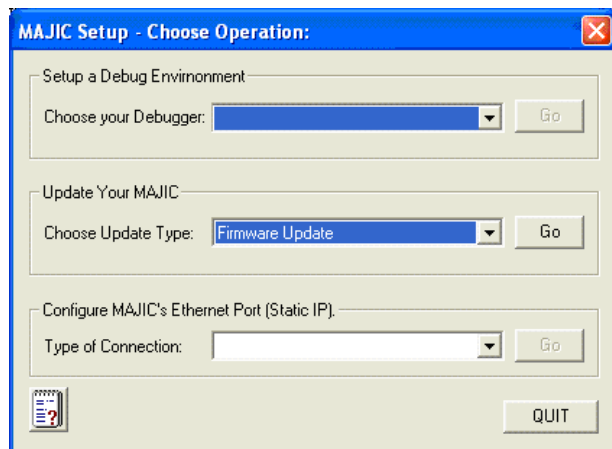 MAJIC Setup - Choose Operation:
Setup a Debug Envirnonment
Choose your Debugger:
Go
Update Your MAJIC
Choose Update Type:
Firmware Update
Go
Configure MAJIC's Ethernet Port (Static IP).
Type of Connection:
Go
QUIT